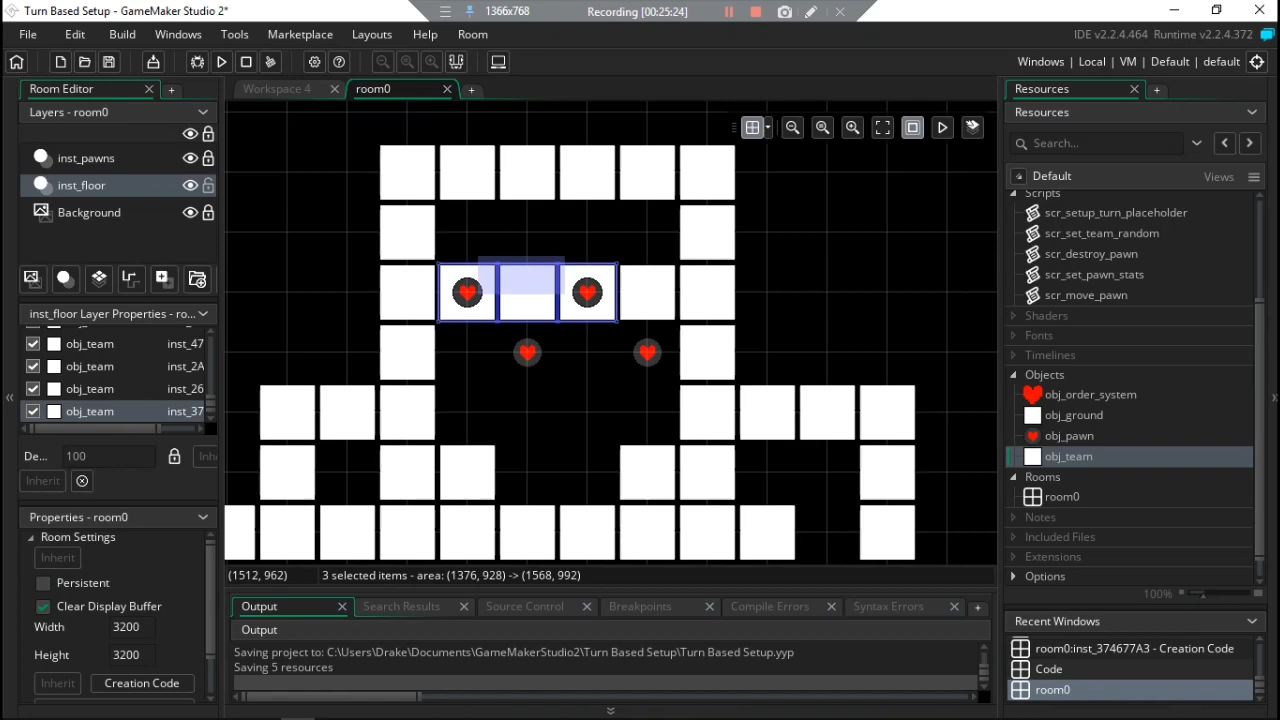 Turn Based Setup - GameMaker Studio 2*
1366x768
Recording [00:25:24]
File Edit Build Windows Tools Marketplace Layouts Help Room
IDE v2.2.4.464 Runtime v2.2.4.372
Windows | Local | VM | Default | default
Room Editor
Workspace 4
room0
Resources
Layers - room0
Resources
inst_pawns
Search...
inst_floor
Default
Views
Background
Scripts
scr_setup_turn_placeholder
scr_set_team_random
scr_destroy_pawn
scr_set_pawn_stats
scr_move_pawn
inst_floor Layer Properties - ro...
Shaders
Fonts
obj_team inst_47
Timelines
obj_team inst_2A
Objects
obj_team inst_26
obj_order_system
obj_team inst_37
obj_ground
obj_pawn
De... 100
Inh
obj_team
Inherit
Rooms
room0
Properties - room0
Notes
Room Settings
Included Files
Inherit
Extensions
Persistent
(1512, 962)
3 selected items - area: (1376, 928) -> (1568, 992)
Options
100%
Clear Display Buffer
Output
Search Results
Source Control
Breakpoints
Compile Errors
Syntax Errors
Recent Windows
Width 3200
Output
room0:inst_374677A3 - Creation Code
Height 3200
Saving project to: C:\Users\Drake\Documents\GameMakerStudio2\Turn Based Setup\Turn Based Setup.yyp
Saving 5 resources
Code
Inherit
Creation Code
room0